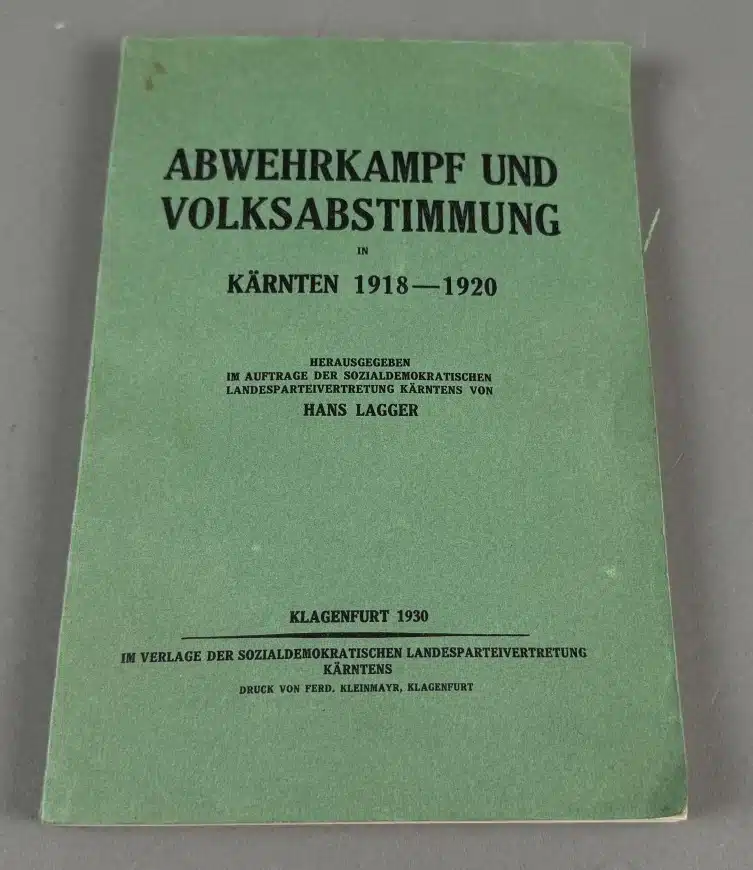 ABWEHRKAMPF UND
VOLKSABSTIMMUNG
IN
KÄRNTEN 1918—1920
HERAUSGEGEBEN
IM AUFTRAGE DER SOZIALDEMOKRATISCHEN
LANDESPARTEIVERTRETUNG KÄRNTENS VON
HANS LAGGER
KLAGENFURT 1930
IM VERLAGE DER SOZIALDEMOKRATISCHEN LANDESPARTEIVERTRETUNG
KÄRNTENS
DRUCK VON FERD. KLEINMAYR, KLAGENFURT